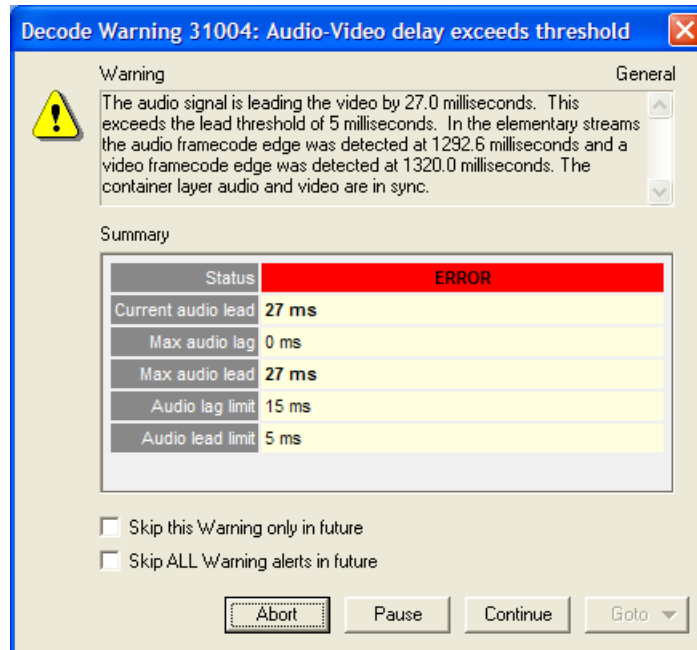 Decode Warning 31004: Audio-Video delay exceeds threshold
Warning General
The audio signal is leading the video by 27.0 milliseconds. This
exceeds the lead threshold of 5 milliseconds. In the elementary streams
the audio framecode edge was detected at 1292.6 milliseconds and a
video framecode edge was detected at 1320.0 milliseconds. The
container layer audio and video are in sync.
Summary
Status ERROR
Current audio lead 27 ms
Max audio lag 0 ms
Max audio lead 27 ms
Audio lag limit 15 ms
Audio lead limit 5 ms
Skip this Warning only in future
Skip ALL Warning alerts in future
Abort Pause Continue Goto